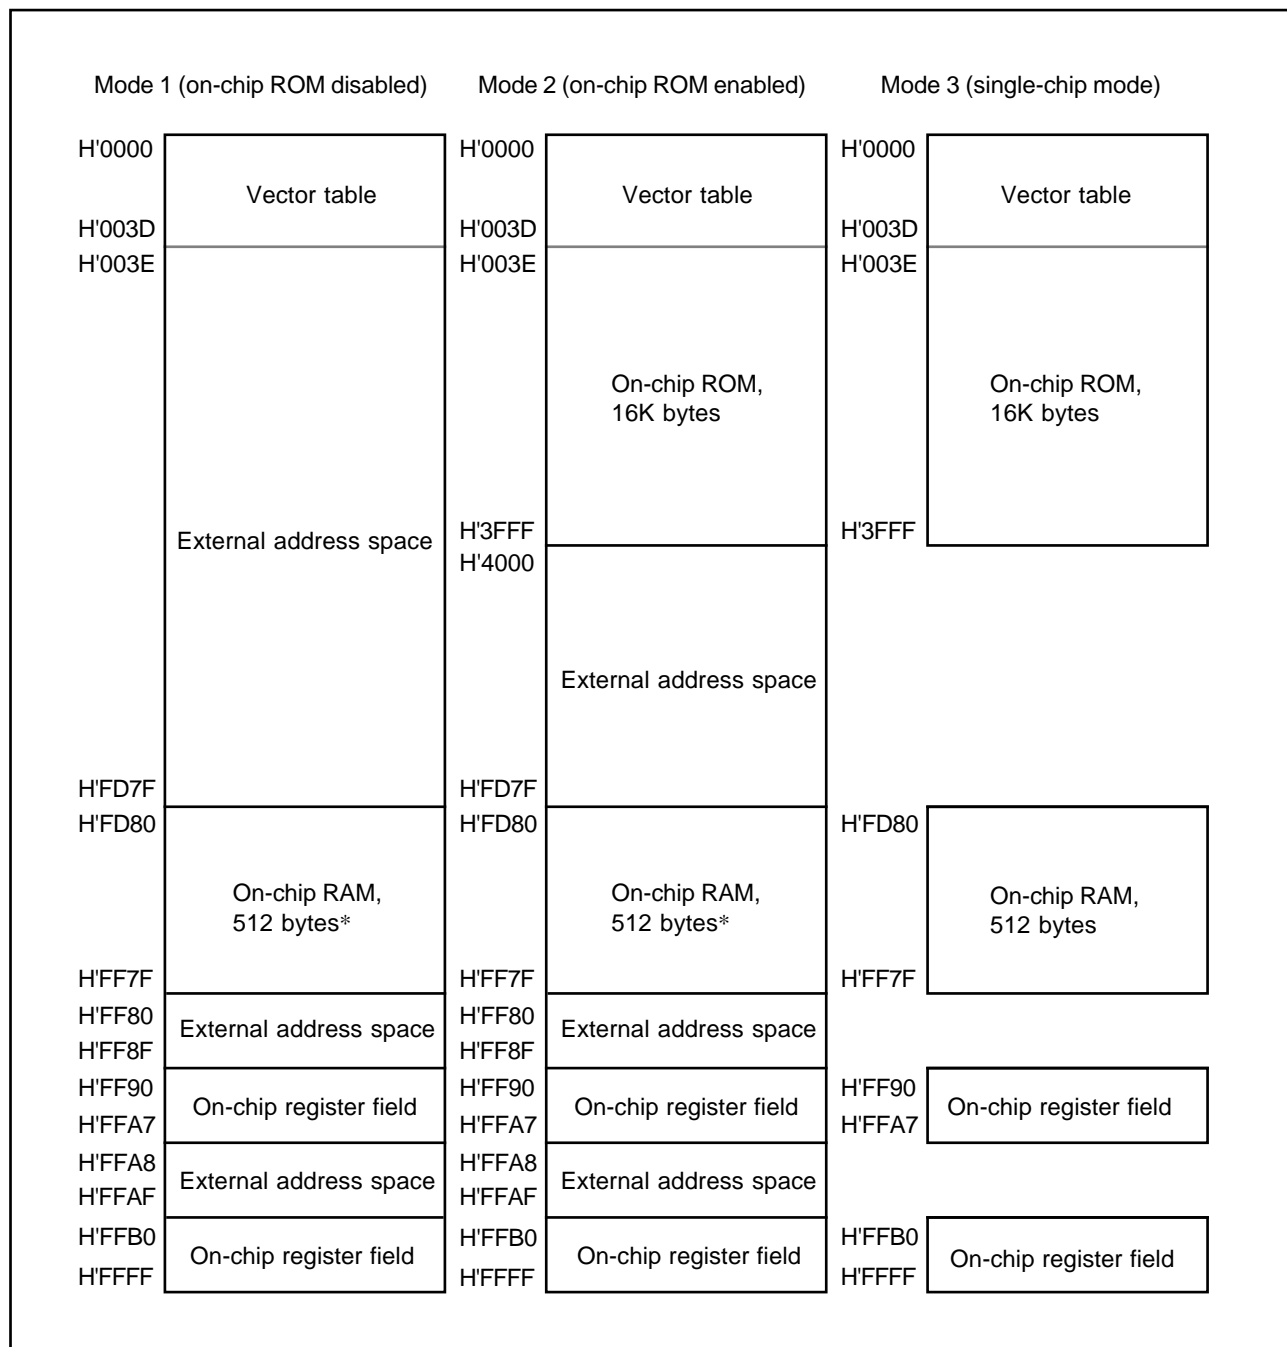 Mode 1 (on-chip ROM disabled)
Mode 2 (on-chip ROM enabled)
Mode 3 (single-chip mode)
H'0000
Vector table
H'003D
H'003E
External address space
H'FD7F
H'FD80
On-chip RAM,
512 bytes*
H'FF7F
H'FF80
External address space
H'FF8F
H'FF90
On-chip register field
H'FFA7
H'FFA8
External address space
H'FFAF
H'FFB0
On-chip register field
H'FFFF
H'0000
Vector table
H'003D
H'003E
On-chip ROM,
16K bytes
H'3FFF
H'4000
External address space
H'FD7F
H'FD80
On-chip RAM,
512 bytes*
H'FF7F
H'FF80
External address space
H'FF8F
H'FF90
On-chip register field
H'FFA7
H'FFA8
External address space
H'FFAF
H'FFB0
On-chip register field
H'FFFF
H'0000
Vector table
H'003D
H'003E
On-chip ROM,
16K bytes
H'3FFF
H'FD80
On-chip RAM,
512 bytes
H'FF7F
H'FF90
On-chip register field
H'FFA7
H'FFB0
On-chip register field
H'FFFF